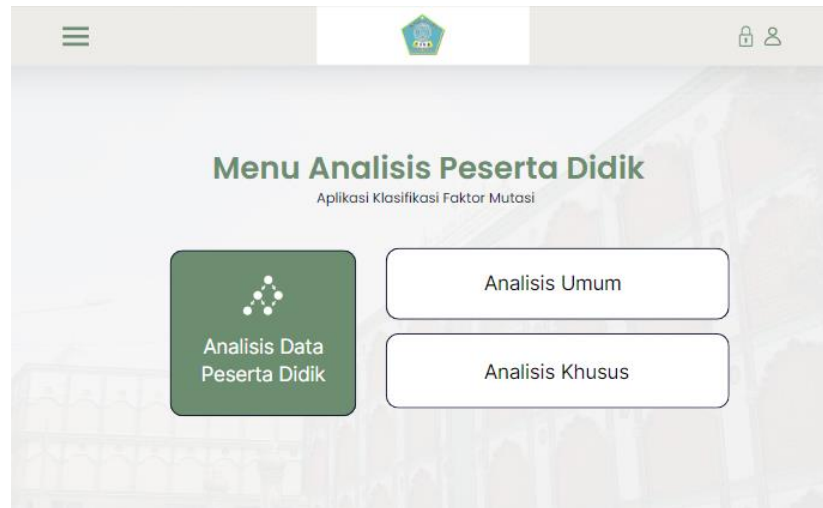 Menu Analisis Peserta Didik
Aplikasi Klasifikasi Faktor Mutasi
Analisis Data
Peserta Didik
Analisis Umum
Analisis Khusus